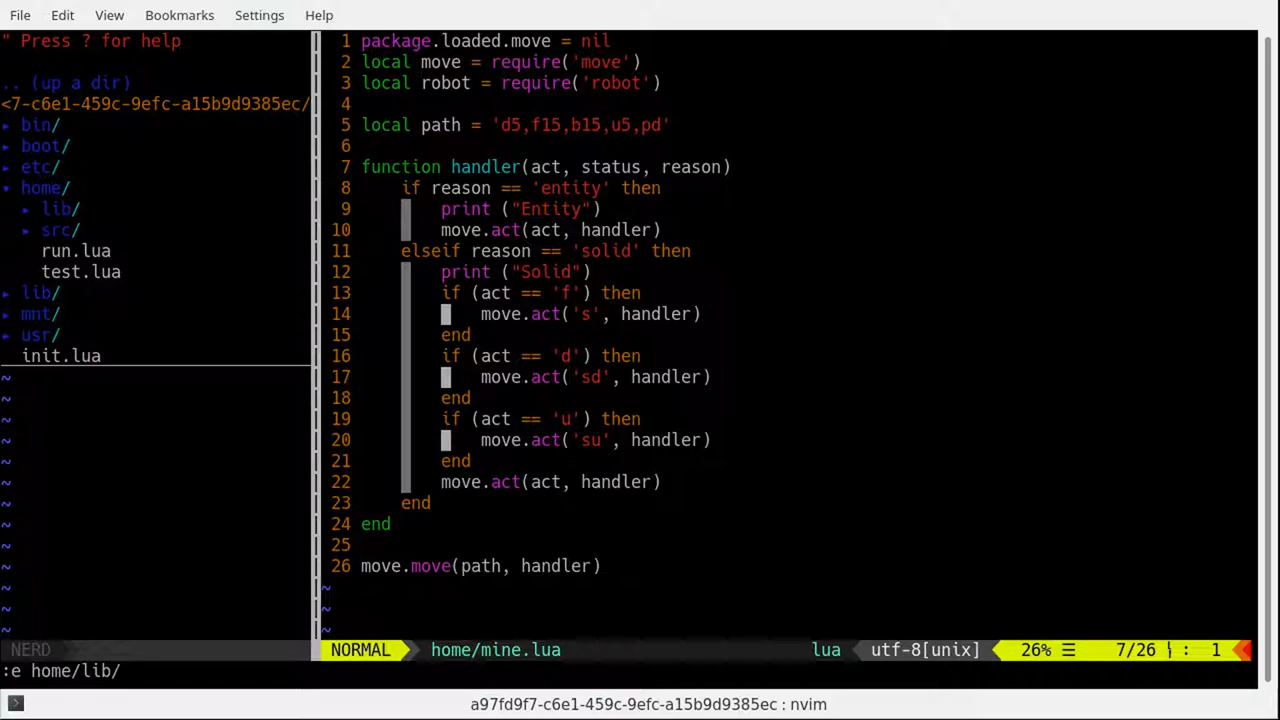 File Edit View Bookmarks Settings Help
" Press ? for help
.. (up a dir)
<7-c6e1-459c-9efc-a15b9d9385ec/
▸ bin/
▸ boot/
▸ etc/
▾ home/
▸ lib/
▸ src/
run.lua
test.lua
▸ lib/
▸ mnt/
▸ usr/
init.lua
~
~
~
~
~
~
~
~
~
~
~
~
~
NERD
1 package.loaded.move = nil
2 local move = require('move')
3 local robot = require('robot')
4
5 local path = 'd5,f15,b15,u5,pd'
6
7 function handler(act, status, reason)
8 if reason == 'entity' then
9 print ("Entity")
10 move.act(act, handler)
11 elseif reason == 'solid' then
12 print ("Solid")
13 if (act == 'f') then
14 move.act('s', handler)
15 end
16 if (act == 'd') then
17 move.act('sd', handler)
18 end
19 if (act == 'u') then
20 move.act('su', handler)
21 end
22 move.act(act, handler)
23 end
24 end
25
26 move.move(path, handler)
~
~
~
NORMAL home/mine.lua lua utf-8[unix] 26% ☰ 7/26 : 1
:e home/lib/
a97fd9f7-c6e1-459c-9efc-a15b9d9385ec : nvim